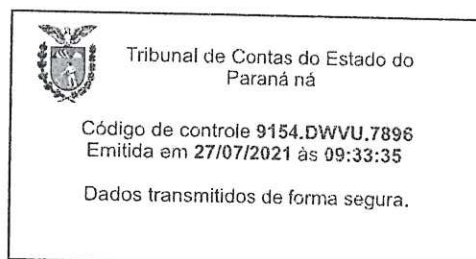 Tribunal de Contas do Estado do
Paraná ná
Código de controle 9154.DWVU.7896
Emitida em 27/07/2021 às 09:33:35
Dados transmitidos de forma segura.